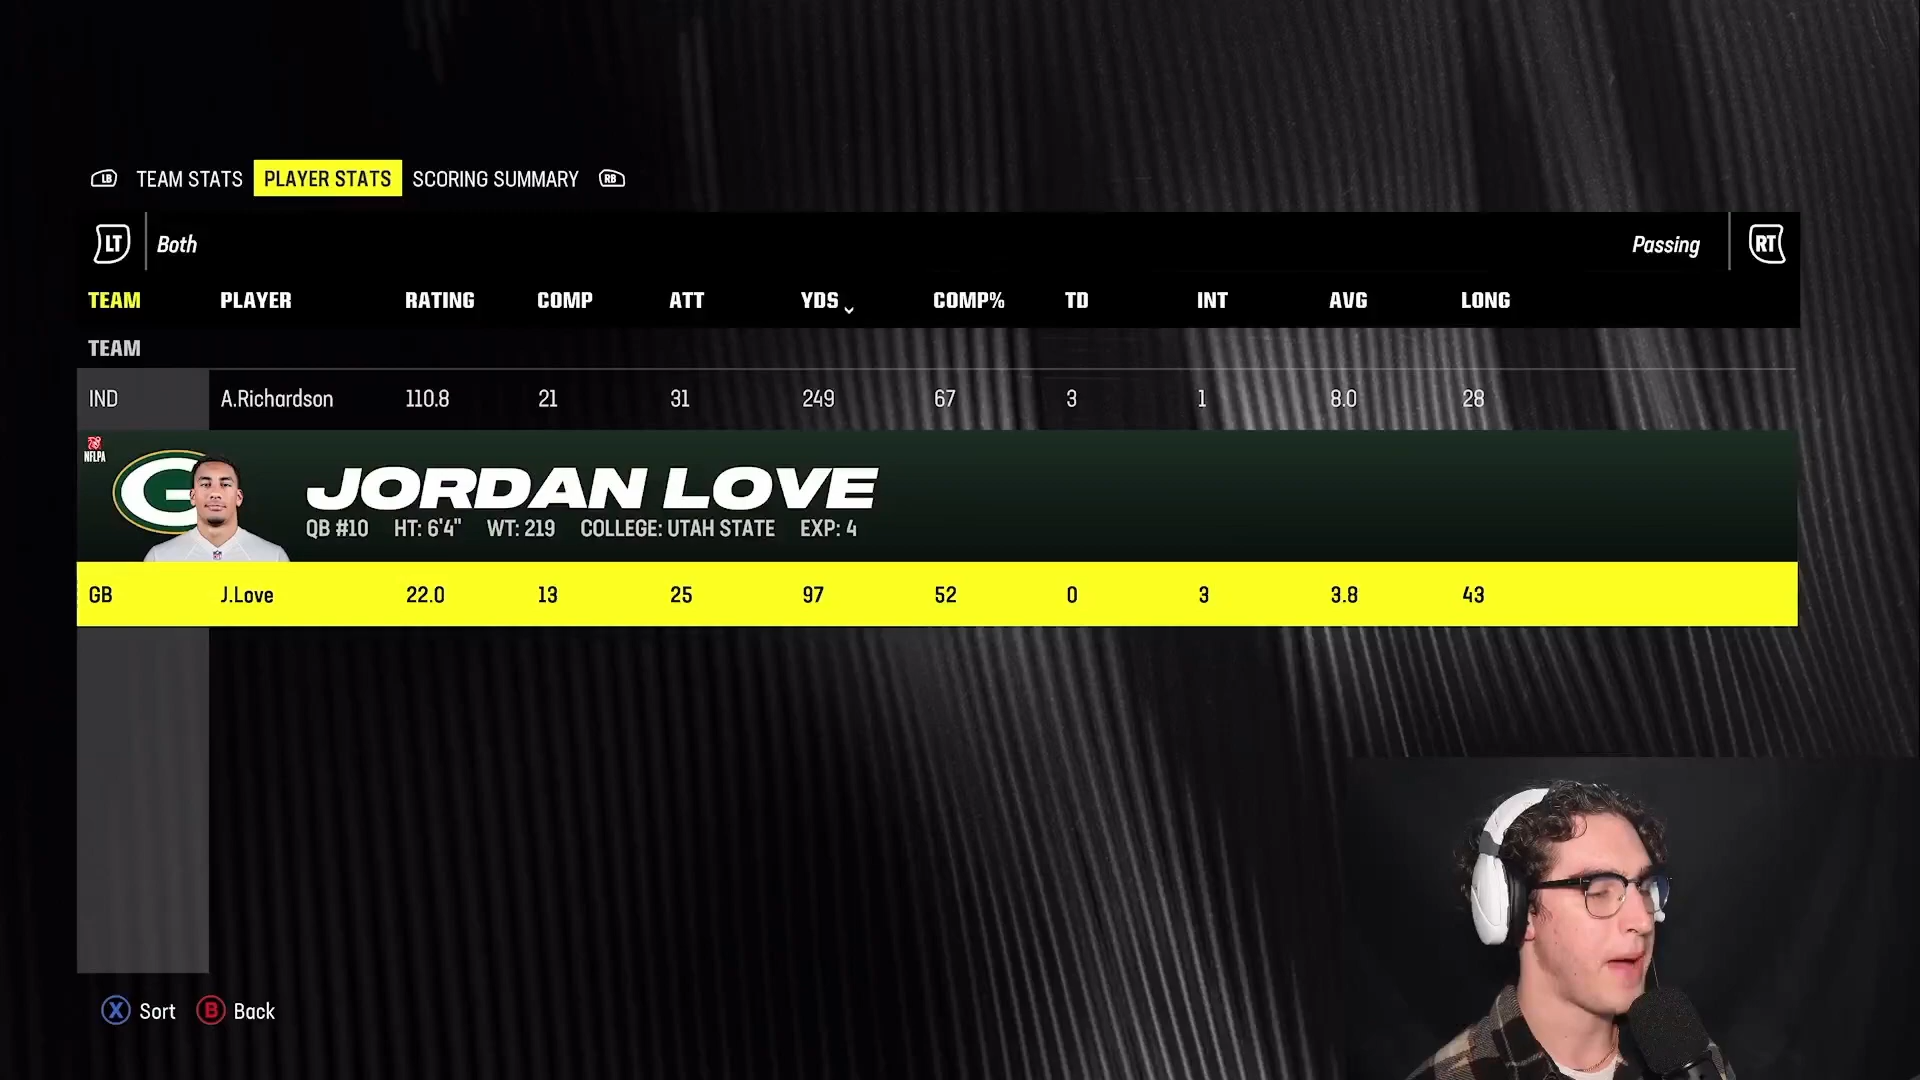 LB TEAM STATS PLAYER STATS SCORING SUMMARY RB
LT Both Passing RT
TEAM PLAYER RATING COMP ATT YDS COMP% TD INT AVG LONG
TEAM
IND A.Richardson 110.8 21 31 249 67 3 1 8.0 28
NFLPA
G
JORDAN LOVE
QB #10 HT: 6'4" WT: 219 COLLEGE: UTAH STATE EXP: 4
GB J.Love 22.0 13 25 97 52 0 3 3.8 43
X Sort B Back